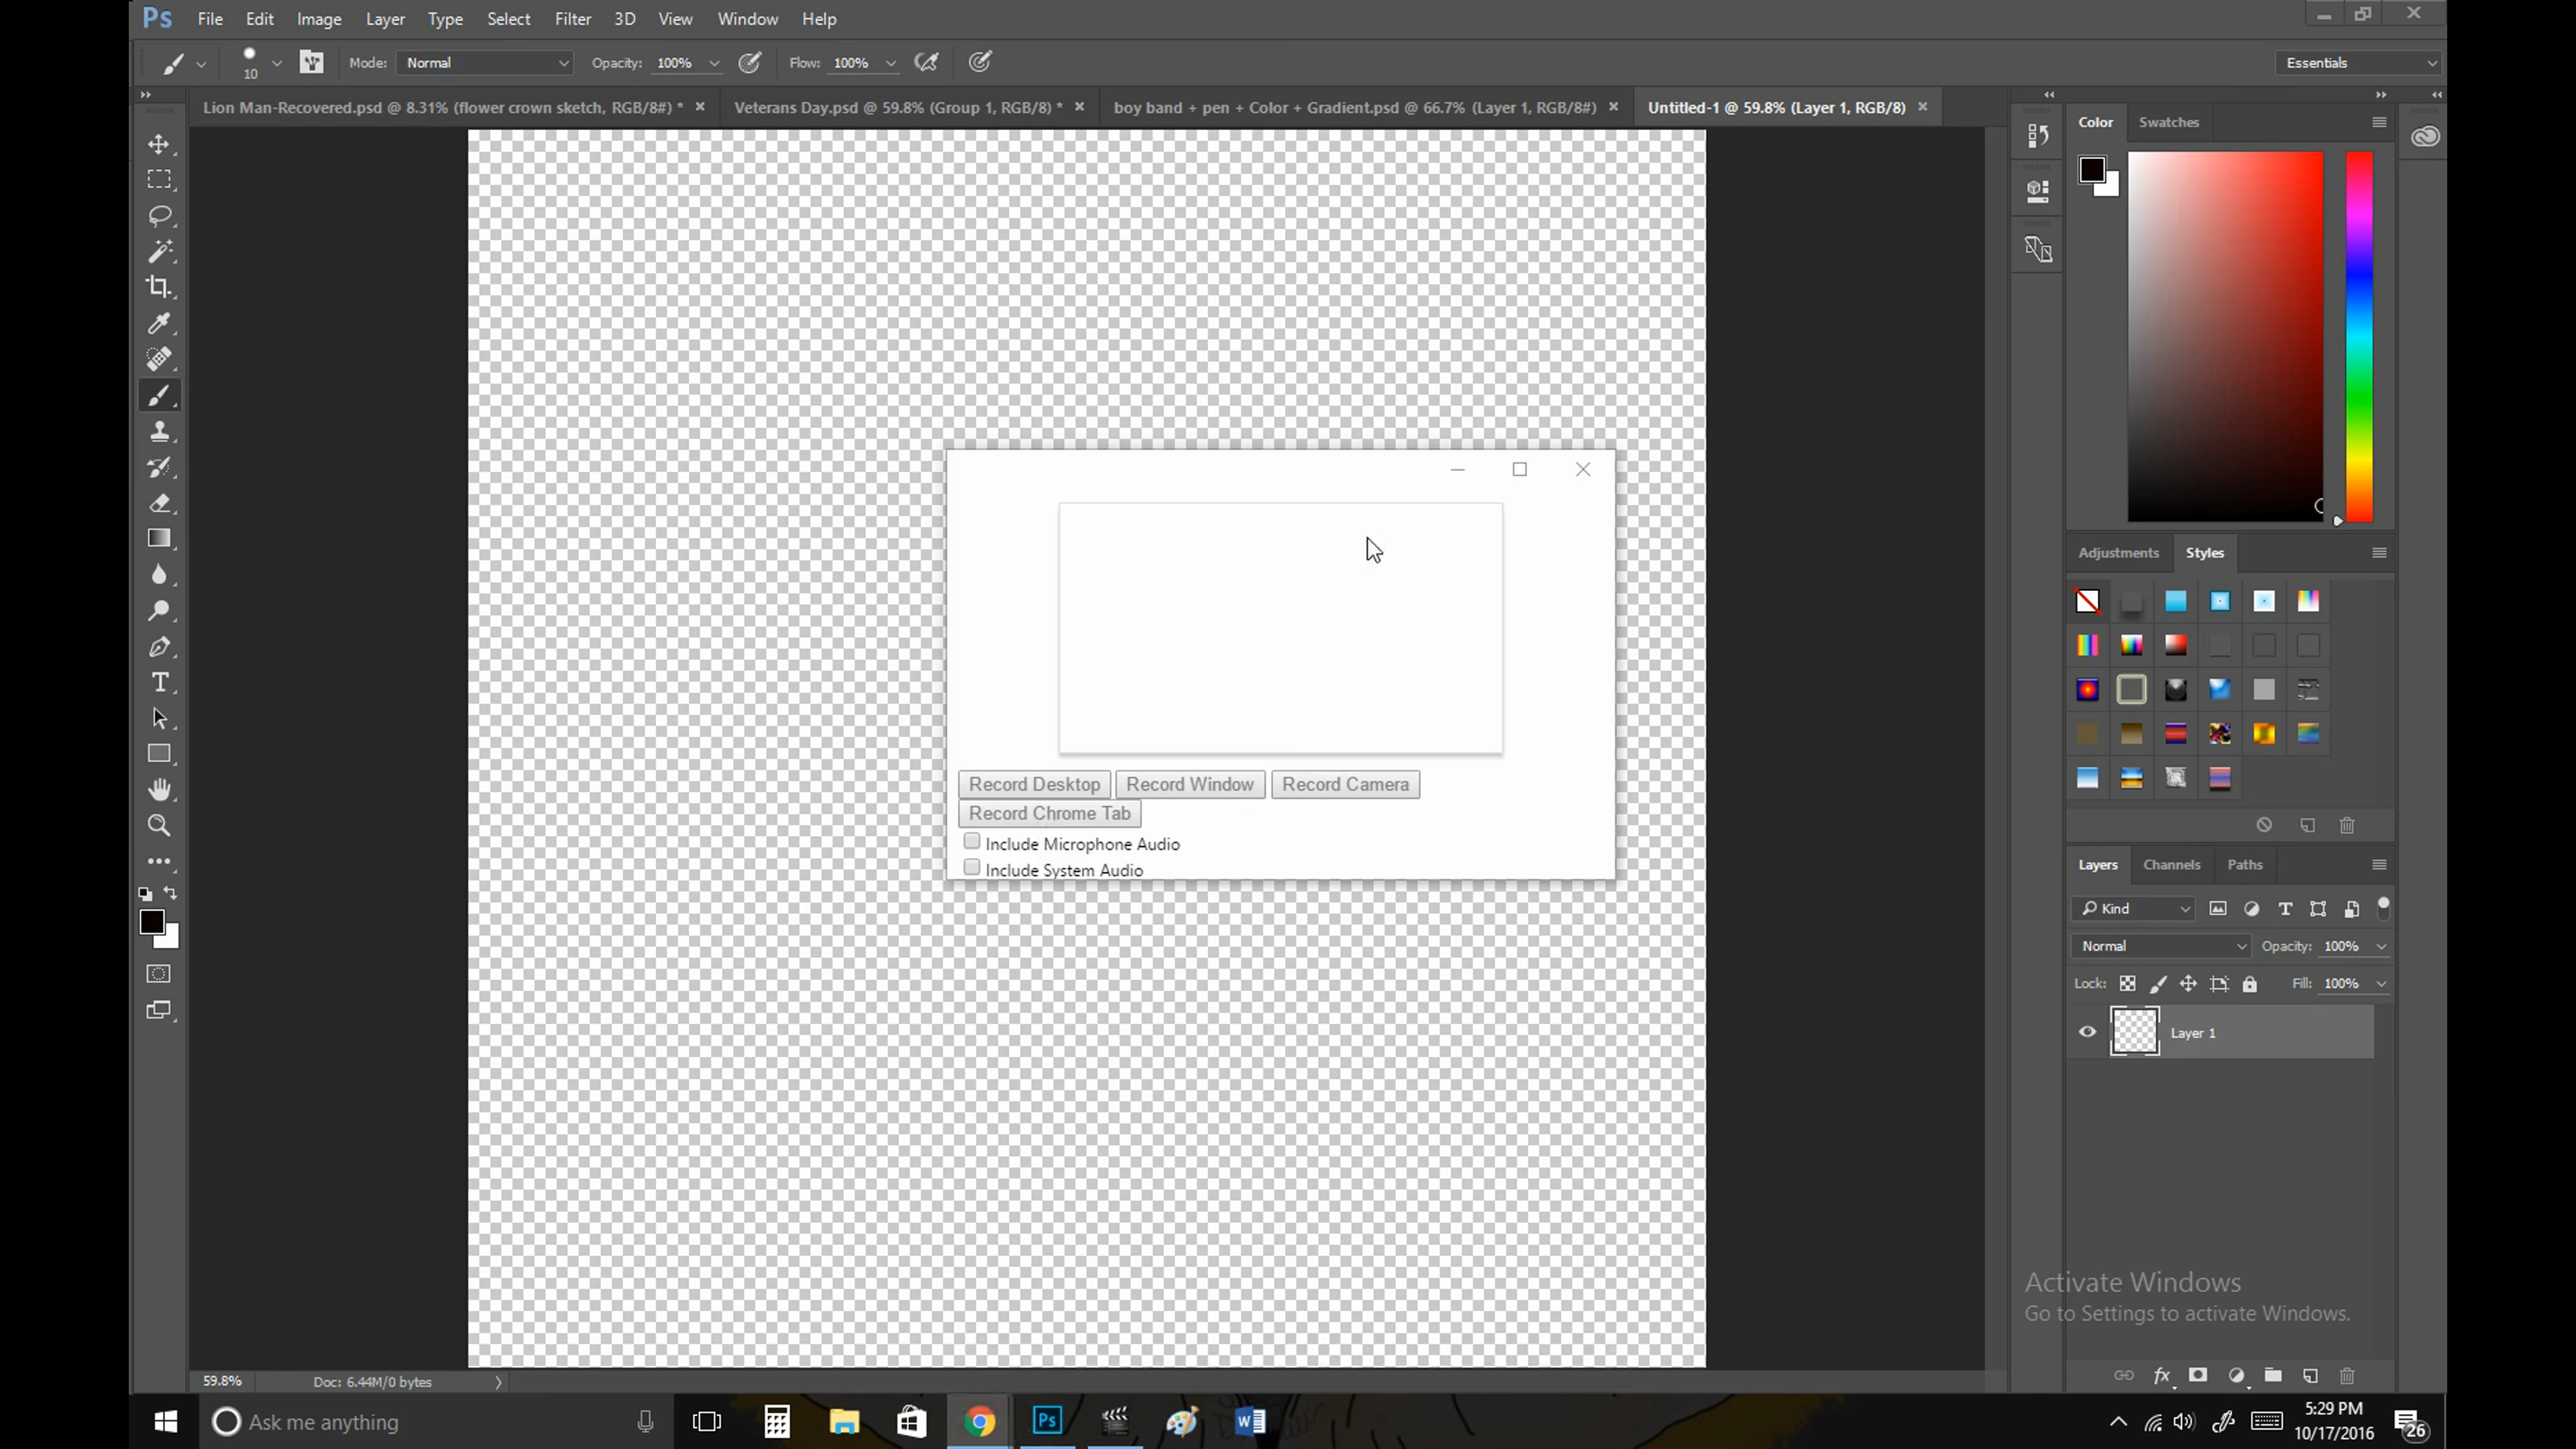 Ps File Edit Image Layer Type Select Filter 3D View Window Help
10 Mode: Normal Opacity: 100% Flow: 100% Essentials
Lion Man-Recovered.psd @ 8.31% (flower crown sketch, RGB/8#) * Veterans Day.psd @ 59.8% (Group 1, RGB/8) * boy band + pen + Color + Gradient.psd @ 66.7% (Layer 1, RGB/8#) Untitled-1 @ 59.8% (Layer 1, RGB/8)
Color Swatches
Adjustments Styles
Record Desktop Record Window Record Camera
Record Chrome Tab
Include Microphone Audio
Include System Audio
Layers Channels Paths
Kind
Normal Opacity: 100%
Lock: Fill: 100%
Layer 1
Activate Windows
Go to Settings to activate Windows.
59.8% Doc: 6.44M/0 bytes
fx
Ask me anything
Ps
5:29 PM
10/17/2016
26